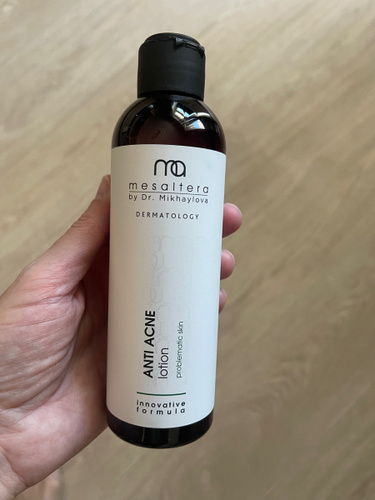 ma
mesaltera
by Dr. Mikhaylova
DERMATOLOGY
ANTI ACNE
lotion
problematic skin
innovative
formula